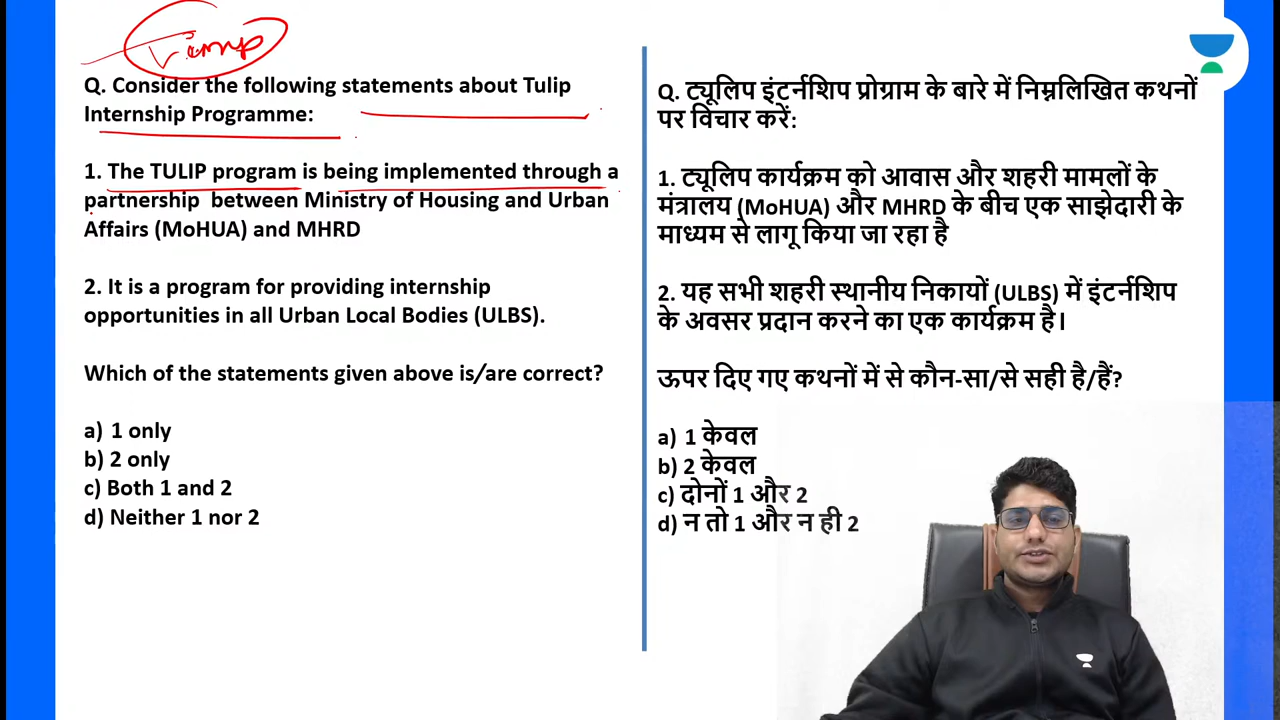 V. imp
Q. Consider the following statements about Tulip
Internship Programme:
1. The TULIP program is being implemented through a
partnership between Ministry of Housing and Urban
Affairs (MoHUA) and MHRD
2. It is a program for providing internship
opportunities in all Urban Local Bodies (ULBS).
Which of the statements given above is/are correct?
a) 1 only
b) 2 only
c) Both 1 and 2
d) Neither 1 nor 2
Q. ट्यूलिप इंटर्नशिप प्रोग्राम के बारे में निम्नलिखित कथनों
पर विचार करें:
1. ट्यूलिप कार्यक्रम को आवास और शहरी मामलों के
मंत्रालय (MoHUA) और MHRD के बीच एक साझेदारी के
माध्यम से लागू किया जा रहा है
2. यह सभी शहरी स्थानीय निकायों (ULBS) में इंटर्नशिप
के अवसर प्रदान करने का एक कार्यक्रम है।
ऊपर दिए गए कथनों में से कौन-सा/से सही है/हैं?
a) 1 केवल
b) 2 केवल
c) दोनों 1 और 2
d) न तो 1 और न ही 2